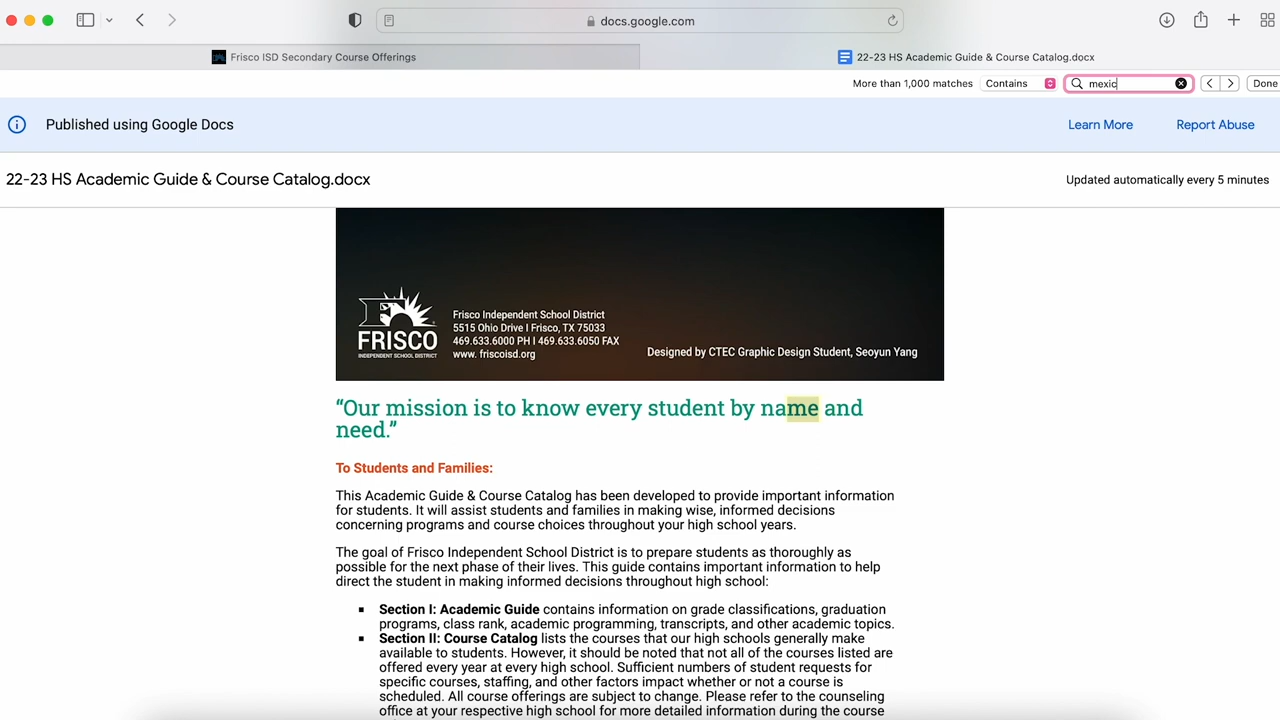 docs.google.com
Frisco ISD Secondary Course Offerings
22-23 HS Academic Guide & Course Catalog.docx
More than 1,000 matches
Contains
mexic
Done
Published using Google Docs
Learn More
Report Abuse
22-23 HS Academic Guide & Course Catalog.docx
Updated automatically every 5 minutes
FRISCO
INDEPENDENT SCHOOL DISTRICT
Frisco Independent School District
5515 Ohio Drive I Frisco, TX 75033
469.633.6000 PH I 469.633.6050 FAX
www. friscoisd.org
Designed by CTEC Graphic Design Student, Seoyun Yang
“Our mission is to know every student by name and
need.”
To Students and Families:
This Academic Guide & Course Catalog has been developed to provide important information
for students. It will assist students and families in making wise, informed decisions
concerning programs and course choices throughout your high school years.
The goal of Frisco Independent School District is to prepare students as thoroughly as
possible for the next phase of their lives. This guide contains important information to help
direct the student in making informed decisions throughout high school:
▪ Section I: Academic Guide contains information on grade classifications, graduation
programs, class rank, academic programming, transcripts, and other academic topics.
▪ Section II: Course Catalog lists the courses that our high schools generally make
available to students. However, it should be noted that not all of the courses listed are
offered every year at every high school. Sufficient numbers of student requests for
specific courses, staffing, and other factors impact whether or not a course is
scheduled. All course offerings are subject to change. Please refer to the counseling
office at your respective high school for more detailed information during the course